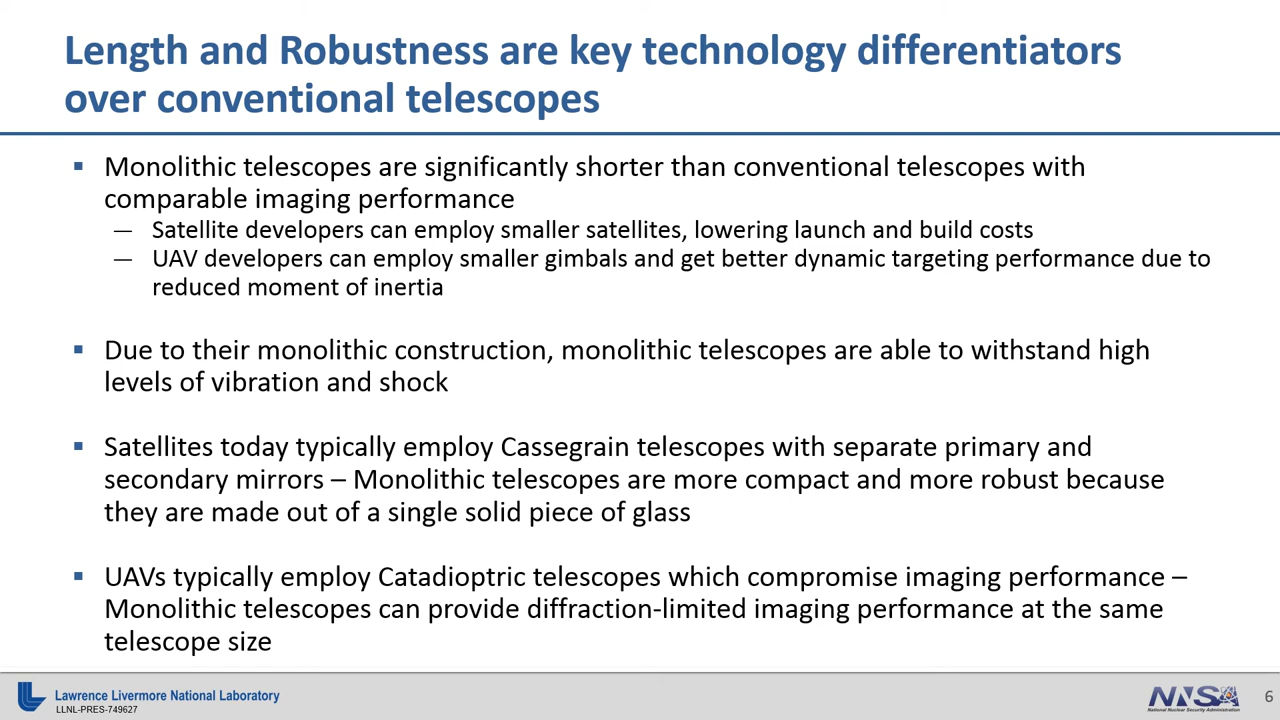 Length and Robustness are key technology differentiators
over conventional telescopes
▪ Monolithic telescopes are significantly shorter than conventional telescopes with
comparable imaging performance
— Satellite developers can employ smaller satellites, lowering launch and build costs
— UAV developers can employ smaller gimbals and get better dynamic targeting performance due to
reduced moment of inertia
▪ Due to their monolithic construction, monolithic telescopes are able to withstand high
levels of vibration and shock
▪ Satellites today typically employ Cassegrain telescopes with separate primary and
secondary mirrors – Monolithic telescopes are more compact and more robust because
they are made out of a single solid piece of glass
▪ UAVs typically employ Catadioptric telescopes which compromise imaging performance –
Monolithic telescopes can provide diffraction-limited imaging performance at the same
telescope size
Lawrence Livermore National Laboratory
LLNL-PRES-749627
NNSA
National Nuclear Security Administration
6